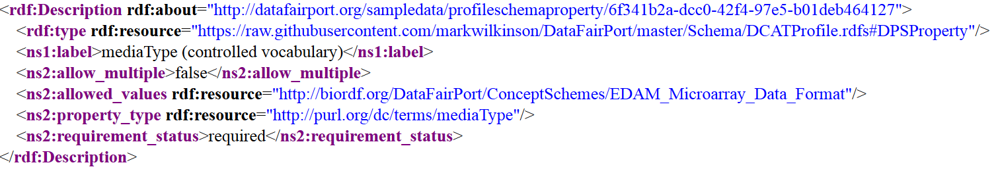 <rdf:Description rdf:about="http://datafairport.org/sampledata/profileschemaproperty/6f341b2a-dcc0-42f4-97e5-b01deb464127">
<rdf:type rdf:resource="https://raw.githubusercontent.com/markwilkinson/DataFairPort/master/Schema/DCATProfile.rdfs#DPSProperty"/>
<ns1:label>mediaType (controlled vocabulary)</ns1:label>
<ns2:allow_multiple>false</ns2:allow_multiple>
<ns2:allowed_values rdf:resource="http://biordf.org/DataFairPort/ConceptSchemes/EDAM_Microarray_Data_Format"/>
<ns2:property_type rdf:resource="http://purl.org/dc/terms/mediaType"/>
<ns2:requirement_status>required</ns2:requirement_status>
</rdf:Description>